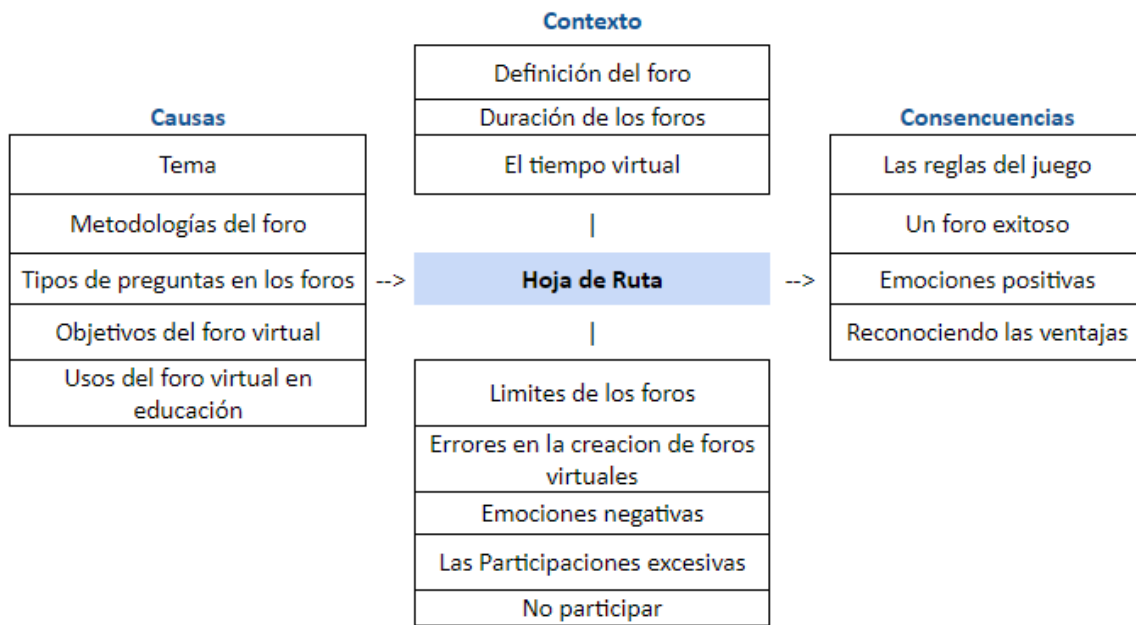 Contexto
Definición del foro
Duración de los foros
El tiempo virtual
|
Causas
Tema
Metodologías del foro
Tipos de preguntas en los foros
Objetivos del foro virtual
Usos del foro virtual en
educación
-->
Hoja de Ruta
-->
Consencuencias
Las reglas del juego
Un foro exitoso
Emociones positivas
Reconociendo las ventajas
|
Limites de los foros
Errores en la creacion de foros
virtuales
Emociones negativas
Las Participaciones excesivas
No participar